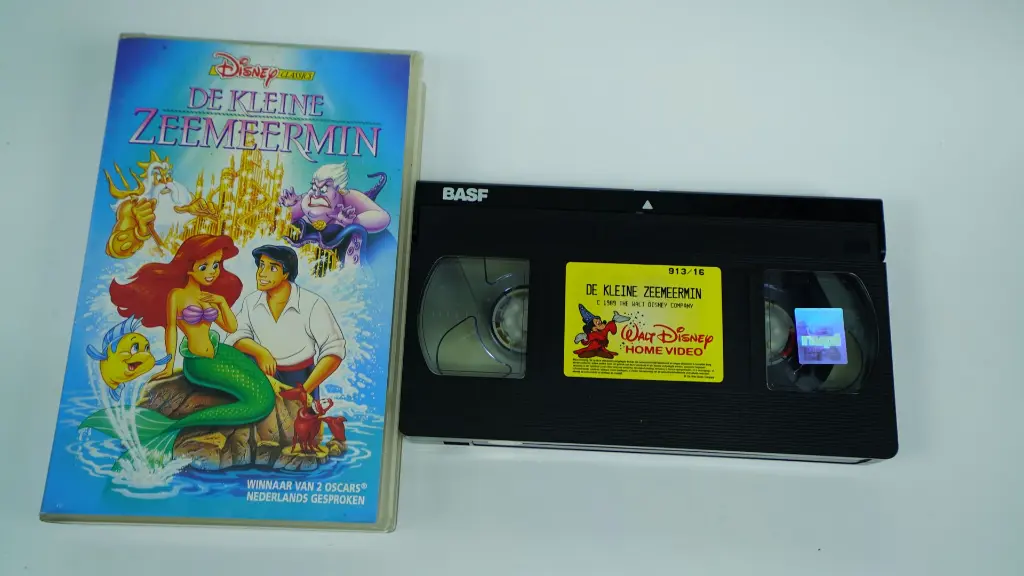 Disney CLASSICS
DE KLEINE
ZEEMEERMIN
WINNAAR VAN 2 OSCARS®
NEDERLANDS GESPROKEN
BASF
913/16
DE KLEINE ZEEMEERMIN
C 1989 THE WALT DISNEY COMPANY
WALT DISNEY
HOME VIDEO